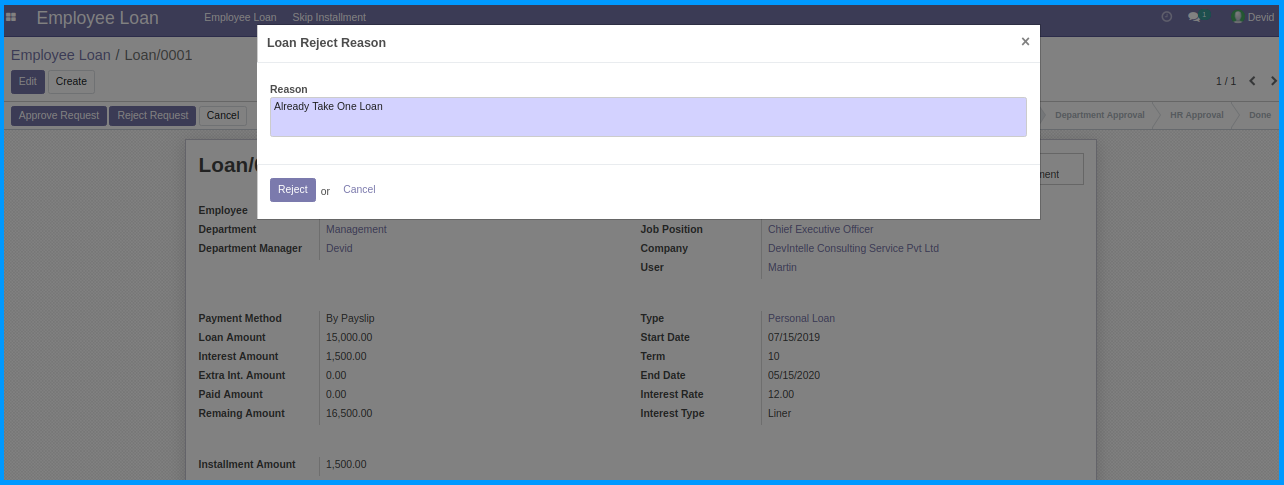 Employee Loan Employee Loan Skip Installment 1 Devid
Loan Reject Reason ×
Employee Loan / Loan/0001
Edit Create 1 / 1
Reason
Already Take One Loan
Approve Request Reject Request Cancel Department Approval HR Approval Done
Loan/
Reject or Cancel
Employee
Department Management Job Position Chief Executive Officer
Department Manager Devid Company DevIntelle Consulting Service Pvt Ltd
User Martin
Payment Method By Payslip Type Personal Loan
Loan Amount 15,000.00 Start Date 07/15/2019
Interest Amount 1,500.00 Term 10
Extra Int. Amount 0.00 End Date 05/15/2020
Paid Amount 0.00 Interest Rate 12.00
Remaing Amount 16,500.00 Interest Type Liner
Installment Amount 1,500.00